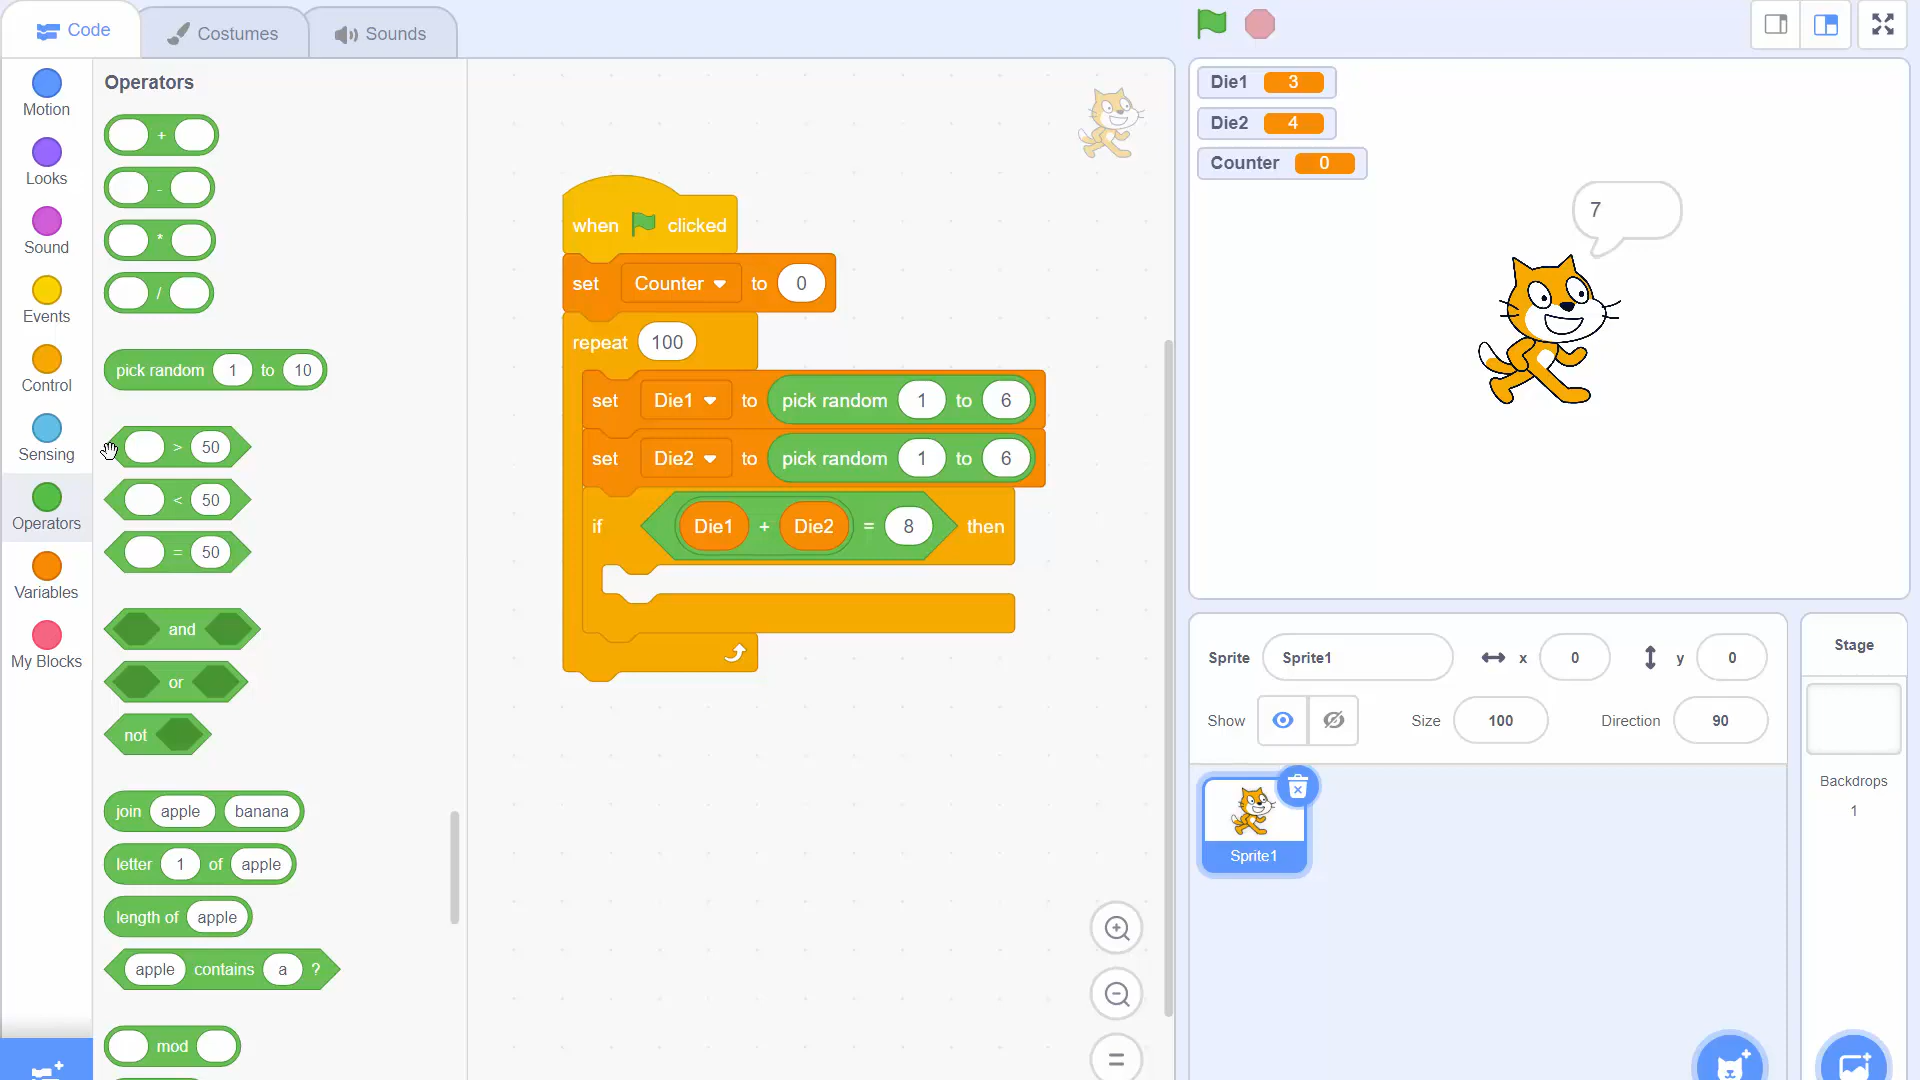 Code
Costumes
Sounds
Motion
Looks
Sound
Events
Control
Sensing
Operators
Variables
My Blocks
Operators
+
-
*
/
pick random 1 to 10
> 50
< 50
= 50
and
or
not
join apple banana
letter 1 of apple
length of apple
apple contains a ?
mod
when clicked
set Counter to 0
repeat 100
set Die1 to pick random 1 to 6
set Die2 to pick random 1 to 6
if Die1 + Die2 = 8 then
Die1 3
Die2 4
Counter 0
7
Sprite Sprite1 x 0 y 0
Show Size 100 Direction 90
Sprite1
Stage
Backdrops
1